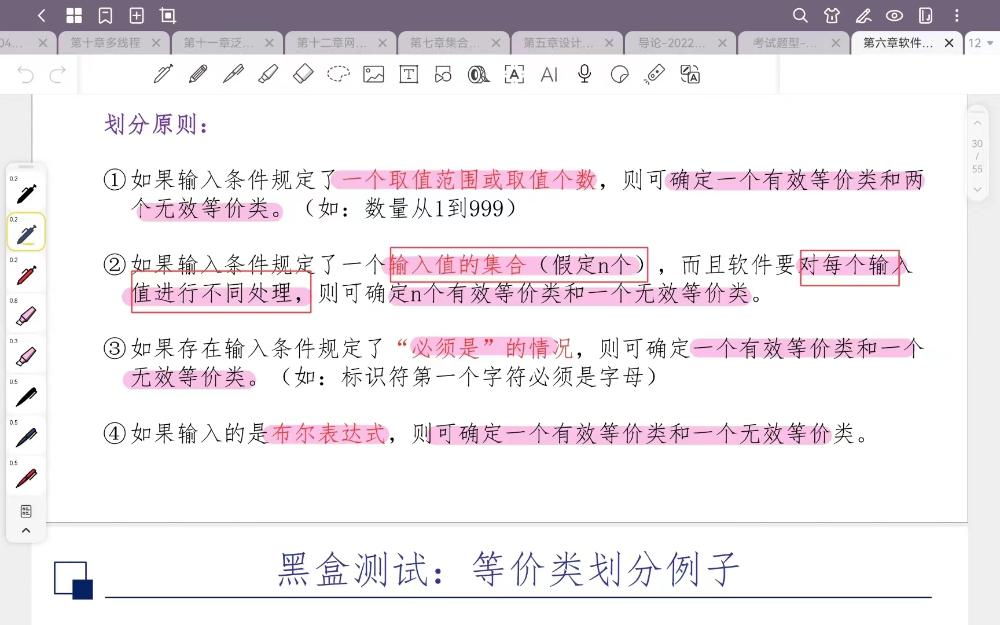 04...
第十章多线程
第十一章泛...
第十二章网...
第七章集合...
第五章设计...
导论-2022...
考试题型-...
第六章软件...
12
T
A
AI
A
划分原则：
30
/
55
①如果输入条件规定了一个取值范围或取值个数，则可确定一个有效等价类和两
个无效等价类。（如：数量从1到999）
②如果输入条件规定了一个输入值的集合（假定n个），而且软件要对每个输入
值进行不同处理，则可确定n个有效等价类和一个无效等价类。
③如果存在输入条件规定了“必须是”的情况，则可确定一个有效等价类和一个
无效等价类。（如：标识符第一个字符必须是字母）
④如果输入的是布尔表达式，则可确定一个有效等价类和一个无效等价类。
0.2
0.2
0.2
0.8
0.3
0.5
0.5
0.5
黑盒测试：等价类划分例子